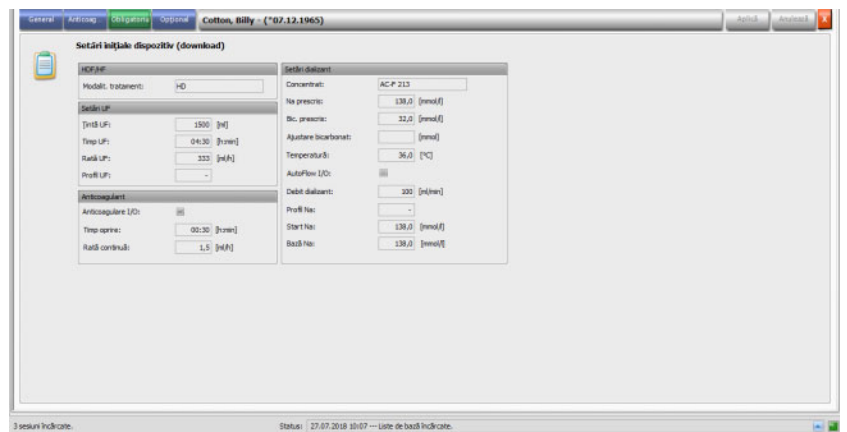 General Anticoag. Obligatoriu Opțional Cotton, Billy - (*07.12.1965) Aplică Anulează X
Setări inițiale dispozitiv (download)
HDF/HF
Modalit. tratament: HD
Setări UF
Țintă UF: 1500 [ml]
Timp UF: 04:30 [h:min]
Rată UF: 333 [ml/h]
Profil UF: -
Anticoagulant
Anticoagulare I/O:
Timp oprire: 00:30 [h:min]
Rată continuă: 1,5 [ml/h]
Setări dializant
Concentrat: AC-F 213
Na prescris: 138,0 [mmol/l]
Bic. prescris: 32,0 [mmol/l]
Ajustare bicarbonat: [mmol]
Temperatură: 36,0 [°C]
AutoFlow I/O:
Debit dializant: 100 [ml/min]
Profil Na: -
Start Na: 138,0 [mmol/l]
Bază Na: 138,0 [mmol/l]
3 sesiuni încărcate. Status: 27.07.2018 10:07 --- Liste de bază încărcate.